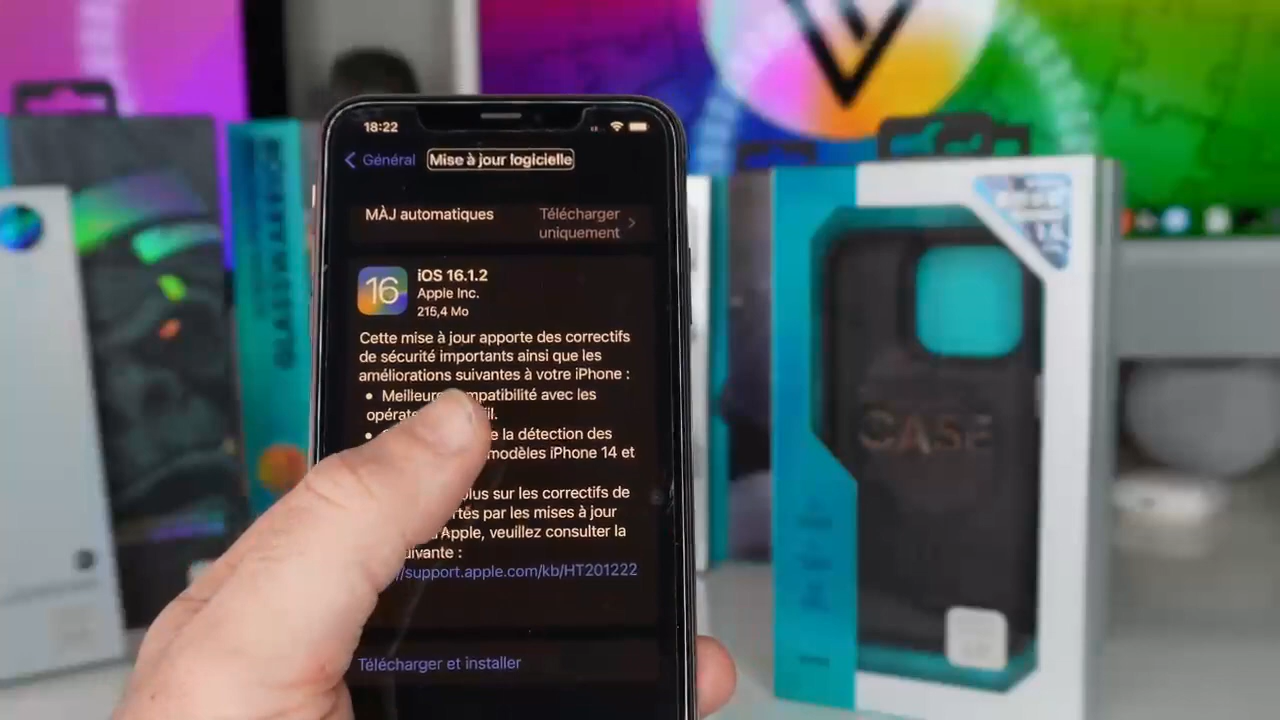 18:22
Général
Mise à jour logicielle
MÀJ automatiques
Télécharger
uniquement
16
iOS 16.1.2
Apple Inc.
215,4 Mo
Cette mise à jour apporte des correctifs
de sécurité importants ainsi que les
améliorations suivantes à votre iPhone :
• Meilleure compatibilité avec les
•
la détection des
modèles iPhone 14 et
plus sur les correctifs de
par les mises à jour
d'Apple, veuillez consulter la
suivante :
/support.apple.com/kb/HT201222
Télécharger et installer
CASE